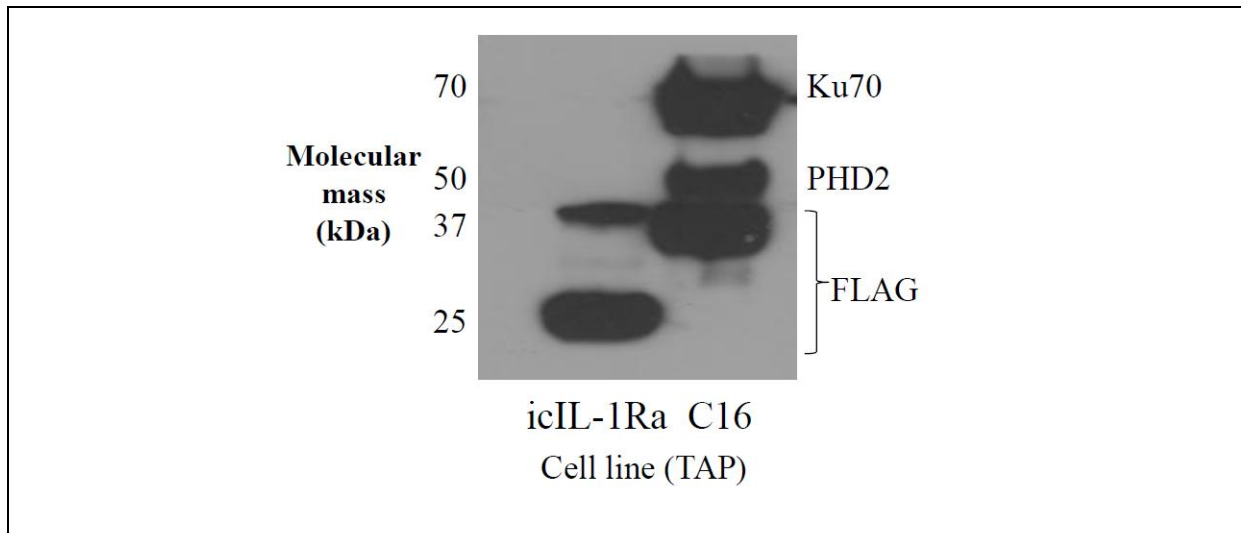 70
Ku70
Molecular
mass
(kDa)
50
PHD2
37
FLAG
25
icIL-1Ra C16
Cell line (TAP)